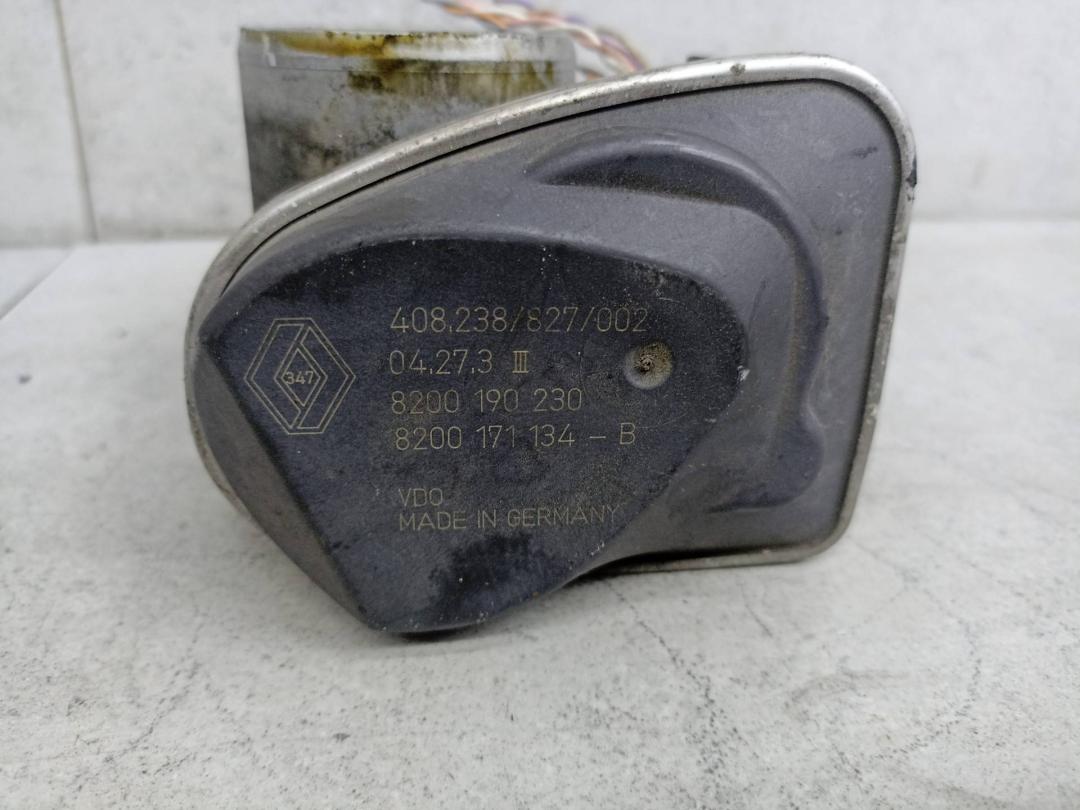 408.238/827/002
347
04.27.3 III
8200 190 230
8200 171 134 - B
VDO
MADE IN GERMANY